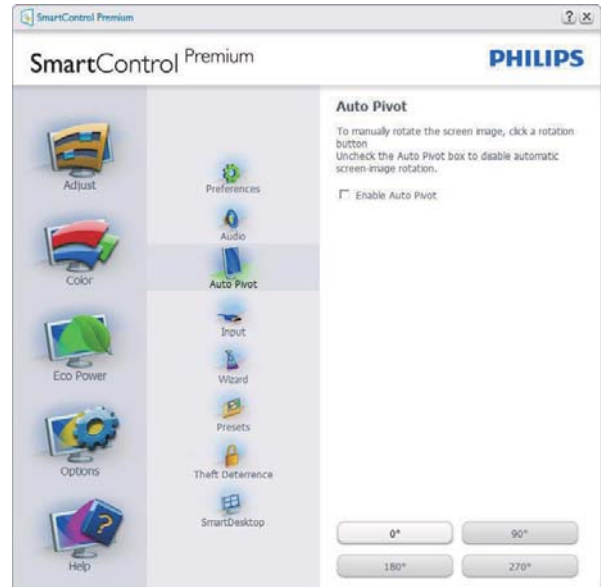 SmartControl Premium
? x
SmartControl Premium
PHILIPS
Adjust
Color
Eco Power
Options
Help
Preferences
Audio
Auto Pivot
Input
Wizard
Presets
Theft Deterrence
SmartDesktop
Auto Pivot
To manually rotate the screen image, click a rotation
button
Uncheck the Auto Pivot box to disable automatic
screen-image rotation.
Enable Auto Pivot
0°
90°
180°
270°